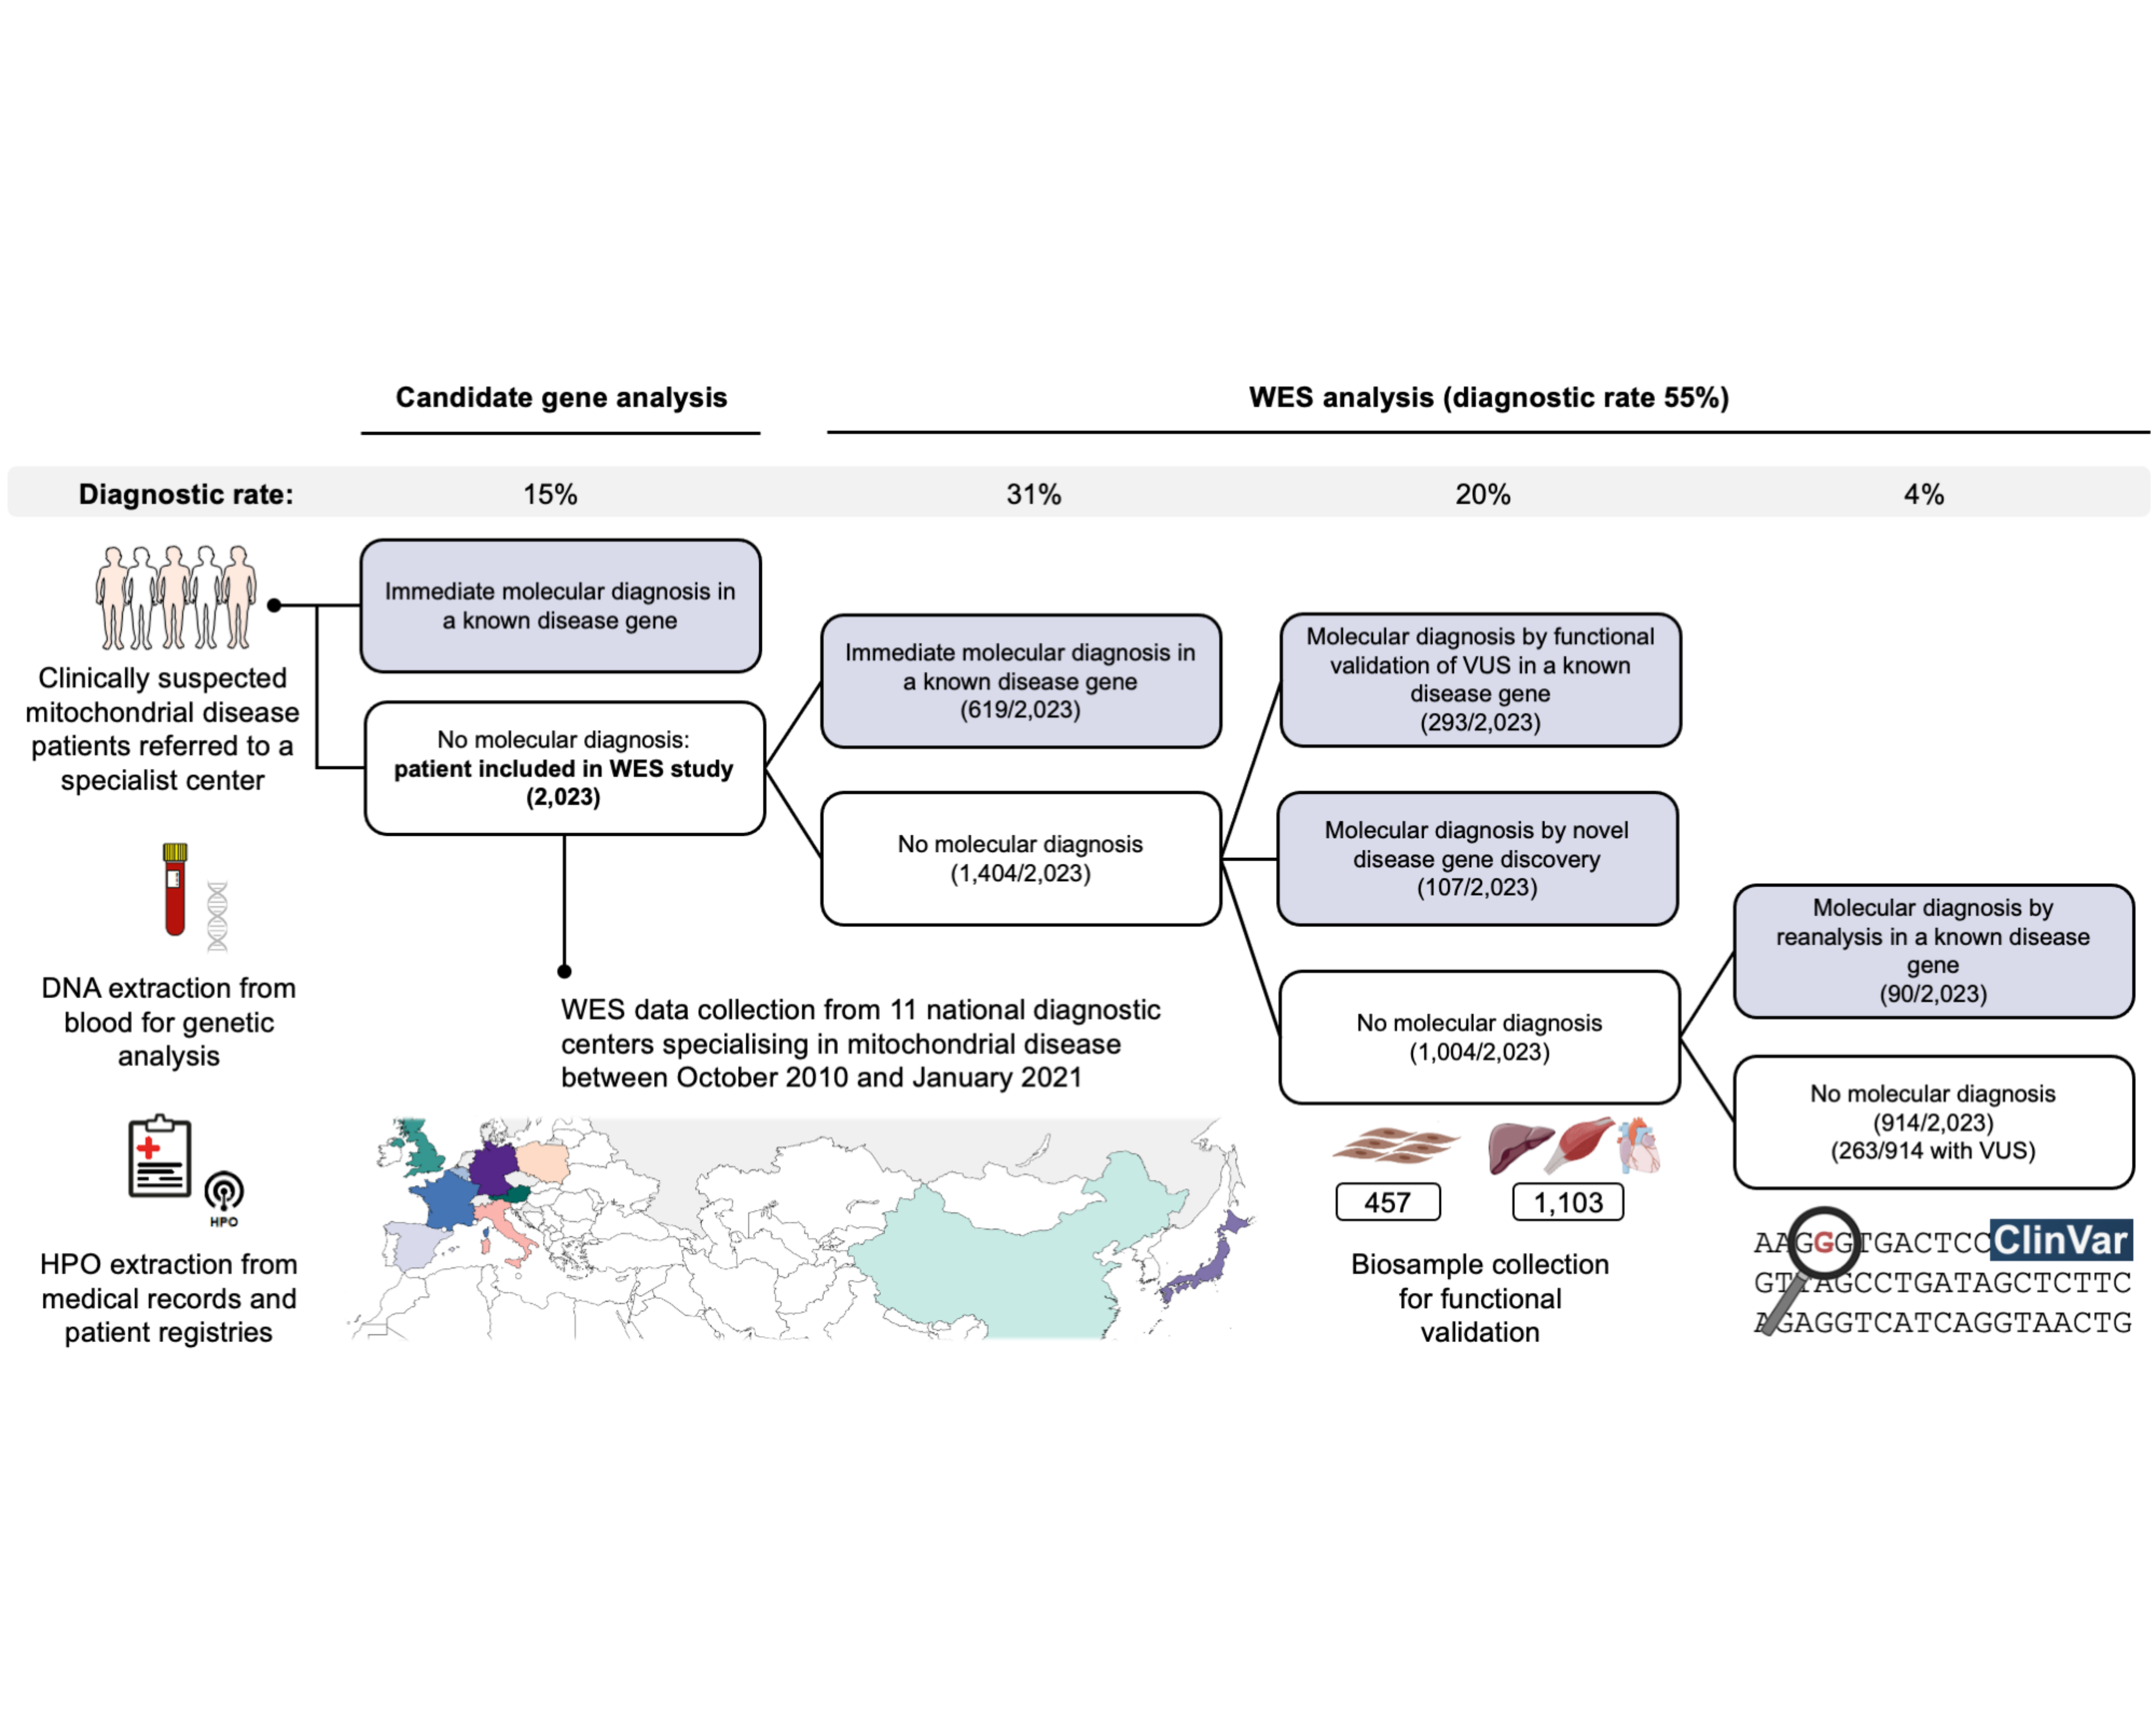 Candidate gene analysis
WES analysis (diagnostic rate 55%)
Diagnostic rate:
15%
31%
20%
4%
Clinically suspected
mitochondrial disease
patients referred to a
specialist center
DNA extraction from
blood for genetic
analysis
HPO
HPO extraction from
medical records and
patient registries
Immediate molecular diagnosis in
a known disease gene
No molecular diagnosis:
patient included in WES study
(2,023)
WES data collection from 11 national diagnostic
centers specialising in mitochondrial disease
between October 2010 and January 2021
Immediate molecular diagnosis in
a known disease gene
(619/2,023)
No molecular diagnosis
(1,404/2,023)
Molecular diagnosis by functional
validation of VUS in a known
disease gene
(293/2,023)
Molecular diagnosis by novel
disease gene discovery
(107/2,023)
No molecular diagnosis
(1,004/2,023)
457
1,103
Biosample collection
for functional
validation
Molecular diagnosis by
reanalysis in a known disease
gene
(90/2,023)
No molecular diagnosis
(914/2,023)
(263/914 with VUS)
AAGGGTGACTCC
ClinVar
GTTAGCCTGATAGCTCTTC
AGAGGTCATCAGGTAACTG